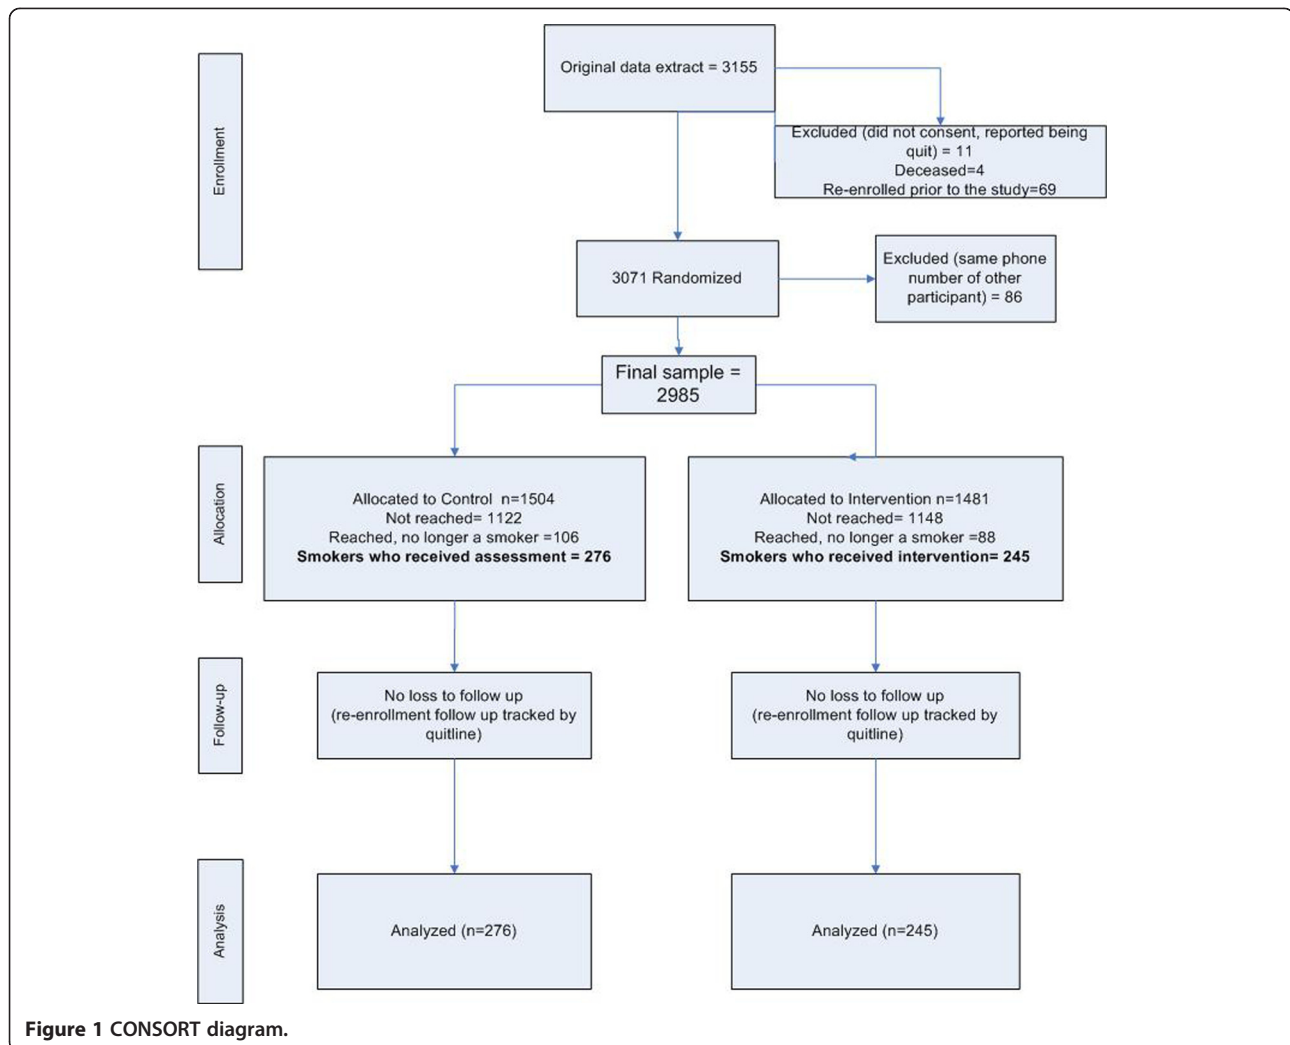 Enrollment
Original data extract = 3155
Excluded (did not consent, reported being
quit) = 11
Deceased=4
Re-enrolled prior to the study=69
3071 Randomized
Excluded (same phone
number of other
participant) = 86
Final sample =
2985
Allocation
Allocated to Control n=1504
Not reached= 1122
Reached, no longer a smoker =106
Smokers who received assessment = 276
Allocated to Intervention n=1481
Not reached= 1148
Reached, no longer a smoker =88
Smokers who received intervention= 245
Follow-up
No loss to follow up
(re-enrollment follow up tracked by
quitline)
No loss to follow up
(re-enrollment follow up tracked by
quitline)
Analysis
Analyzed (n=276)
Analyzed (n=245)
Figure 1 CONSORT diagram.